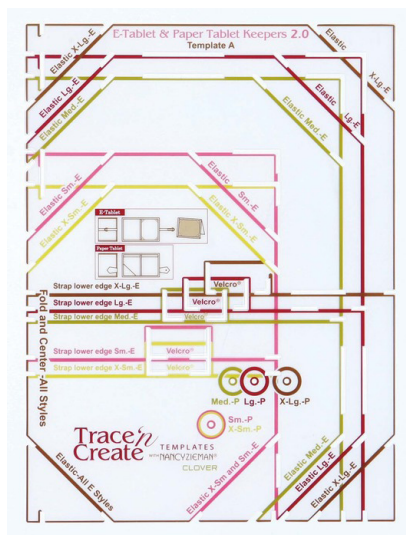 E-Tablet & Paper Tablet Keepers 2.0
Template A
Elastic X-Lg.-E
Elastic Lg.-E
Elastic Med.-E
Elastic X-Lg.-E
Elastic Lg.-E
Elastic Med.-E
Elastic Sm.-E
Elastic X-Sm.-E
Elastic Sm.-E
Elastic X-Sm.-E
E-Tablet
Paper Tablet
Strap lower edge X-Lg.-E
Velcro®
Strap lower edge Lg.-E
Velcro®
Strap lower edge Med.-E
Velcro®
Strap lower edge Sm.-E
Velcro®
Strap lower edge X-Sm.-E
Velcro®
Fold and Center -All Styles
Med.-P
Lg.-P
X-Lg.-P
Sm.-P
X-Sm.-P
Trace 'n
Create
TEMPLATES
WITH NANCY ZIEMAN®
CLOVER
Elastic-All E Styles
Elastic X-Sm and Sm.-E
Elastic Med.-E
Elastic Lg.-E
Elastic X-Lg.-E